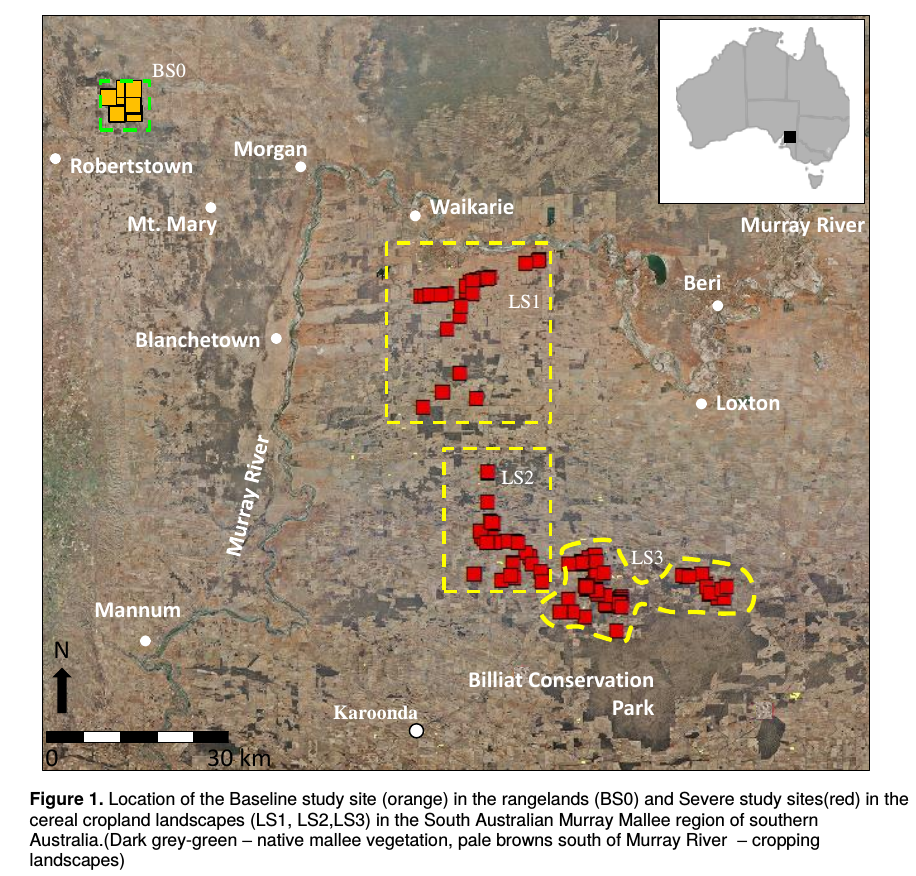 BS0
Robertstown
Morgan
Mt. Mary
Waikarie
Murray River
Beri
LS1
Blanchetown
Loxton
Murray River
LS2
LS3
Mannum
N
Billiat Conservation
Park
Karoonda
0 30 km
Figure 1. Location of the Baseline study site (orange) in the rangelands (BS0) and Severe study sites(red) in the
cereal cropland landscapes (LS1, LS2,LS3) in the South Australian Murray Mallee region of southern
Australia.(Dark grey-green – native mallee vegetation, pale browns south of Murray River – cropping
landscapes)